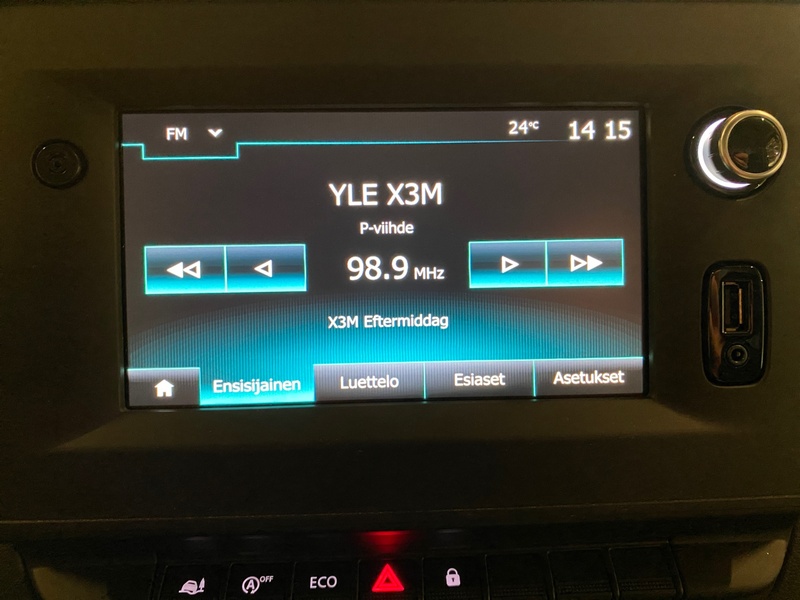 FM 24°C 14 15
YLE X3M
P-viihde
98.9 MHz
X3M Eftermiddag
Ensisijainen Luettelo Esiaset Asetukset
A OFF ECO